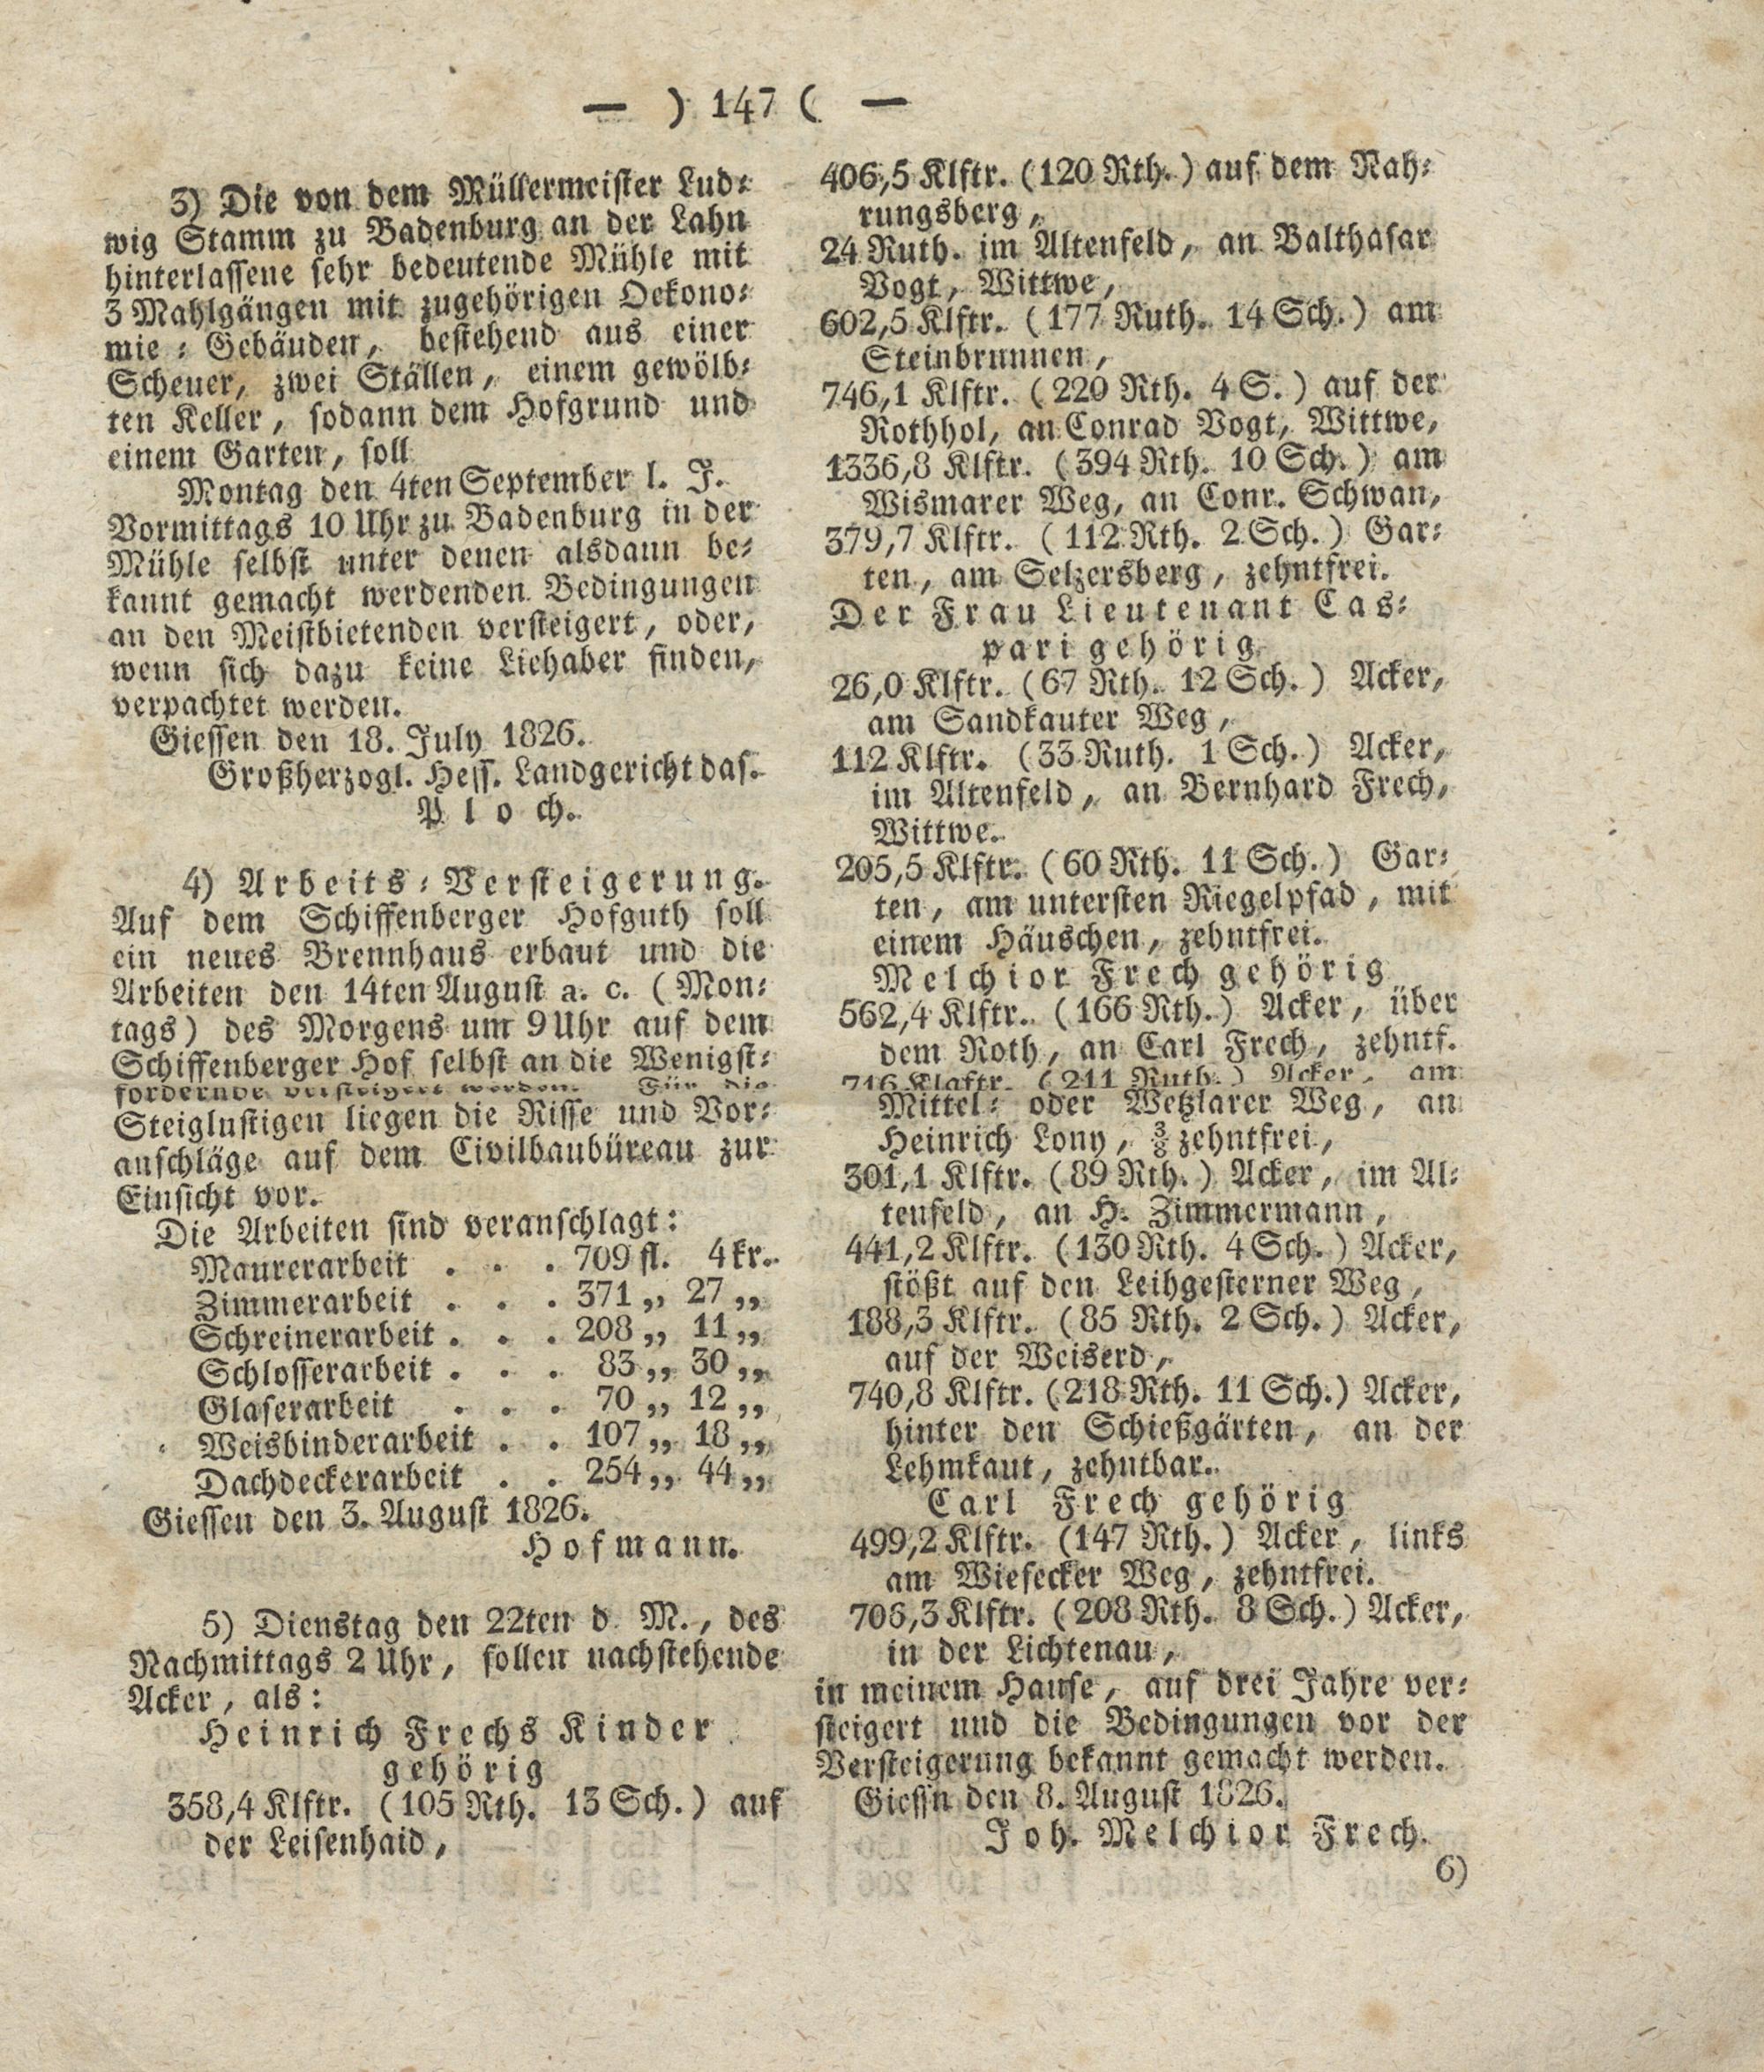 — ) 147 ( —
3) Die von dem Müllermeister Lud⸗
wig Stamm zu Badenburg an der Lahn
hinterlassene sehr bedeutende Mühle mit
3 Mahlgängen mit zugehörigen Oekono⸗
mie ⸗ Gebäuden, bestehend aus einer
Scheuer, zwei Ställen, einem gewölb⸗
ten Keller, sodann dem Hofgrund und
einem Garten, soll
Montag den 4ten September l. J.
Vormittags 10 Uhr zu Badenburg in der
Mühle selbst unter denen alsdann be⸗
kannt gemacht werdenden Bedingungen
an den Meistbietenden versteigert, oder,
wenn sich dazu keine Liehaber finden,
verpachtet werden.
Giessen den 18. July 1826.
Großherzogl. Hess. Landgericht das.
Ploch.
4) Arbeits⸗Versteigerung.
Auf dem Schiffenberger Hofguth soll
ein neues Brennhaus erbaut und die
Arbeiten den 14ten August a. c. (Mon⸗
tags) des Morgens um 9 Uhr auf dem
Schiffenberger Hof selbst an die Wenigst⸗
fordernde versteigert werden. Für die
Steiglustigen liegen die Risse und Vor⸗
anschläge auf dem Civilbaubüreau zur
Einsicht vor.
Die Arbeiten sind veranschlagt:
Maurerarbeit . . . 709 fl. 4 kr.
Zimmerarbeit . . . 371 „ 27 „
Schreinerarbeit . . . 208 „ 11 „
Schlosserarbeit . . . 83 „ 30 „
Glaserarbeit . . . 70 „ 12 „
Weisbinderarbeit . . 107 „ 18 „
Dachdeckerarbeit . . 254 „ 44 „
Giessen den 3. August 1826.
Hofmann.
5) Dienstag den 22ten d. M., des
Nachmittags 2 Uhr, sollen nachstehende
Acker, als:
Heinrich Frechs Kinder
gehörig
358,4 Klftr. (105 Rth. 13 Sch.) auf
der Leisenhaid,
406,5 Klftr. (120 Rth.) auf dem Nah⸗
rungsberg,
24 Ruth. im Altenfeld, an Balthasar
Vogt, Wittwe,
602,5 Klftr. (177 Ruth. 14 Sch.) am
Steinbrunnen,
746,1 Klftr. (220 Rth. 4 S.) auf der
Rothhol, an Conrad Vogt, Wittwe,
1336,8 Klftr. (394 Rth. 10 Sch.) am
Wismarer Weg, an Conr. Schwan,
379,7 Klftr. (112 Rth. 2 Sch.) Gar⸗
ten, am Selzersberg, zehntfrei.
Der Frau Lieutenant Cas⸗
pari gehörig
26,0 Klftr. (67 Rth. 12 Sch.) Acker,
am Sandkauter Weg,
112 Klftr. (33 Ruth. 1 Sch.) Acker,
im Altenfeld, an Bernhard Frech,
Wittwe.
205,5 Klftr. (60 Rth. 11 Sch.) Gar⸗
ten, am untersten Riegelpfad, mit
einem Häuschen, zehntfrei.
Melchior Frech gehörig
562,4 Klftr. (166 Rth.) Acker, über
dem Roth, an Carl Frech, zehntf.
716 Klaftr. (211 Ruth.) Acker, am
Mittel⸗ oder Wetzlarer Weg, an
Heinrich Lony, 3/8 zehntfrei,
301,1 Klftr. (89 Rth.) Acker, im Al⸗
tenfeld, an H. Zimmermann,
441,2 Klftr. (130 Rth. 4 Sch.) Acker,
stößt auf den Leihgesterner Weg,
188,3 Klftr. (85 Rth. 2 Sch.) Acker,
auf der Weiserd,
740,8 Klftr. (218 Rth. 11 Sch.) Acker,
hinter den Schießgärten, an der
Lehmkaut, zehntbar.
Carl Frech gehörig
499,2 Klftr. (147 Rth.) Acker, links
am Wiesecker Weg, zehntfrei.
706,3 Klftr. (208 Rth. 8 Sch.) Acker,
in der Lichtenau,
in meinem Hause, auf drei Jahre ver⸗
steigert und die Bedingungen vor der
Versteigerung bekannt gemacht werden.
Giessn den 8. August 1826.
Joh. Melchior Frech.
6)